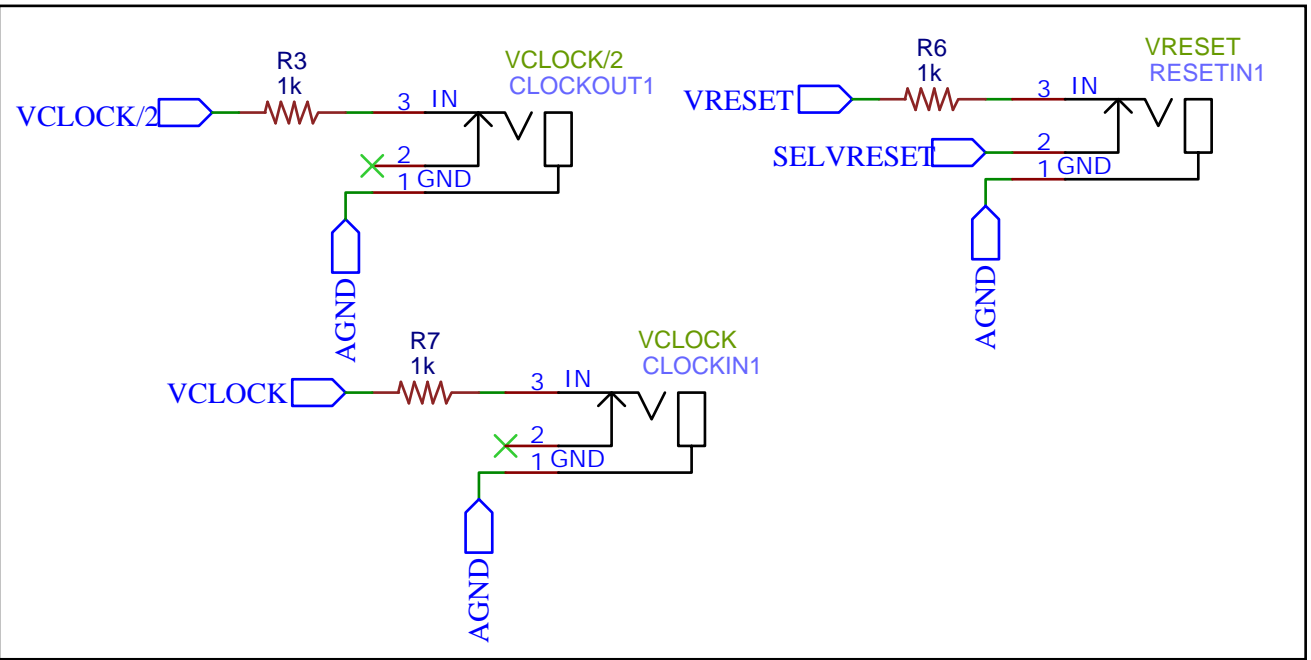 R3
1k
VCLOCK/2
CLOCKOUT1
VCLOCK/2
3 IN
2
1 GND
AGND
R6
1k
VRESET
RESETIN1
VRESET
3 IN
SELVRESET
2
1 GND
AGND
R7
1k
VCLOCK
CLOCKIN1
VCLOCK
3 IN
2
1 GND
AGND